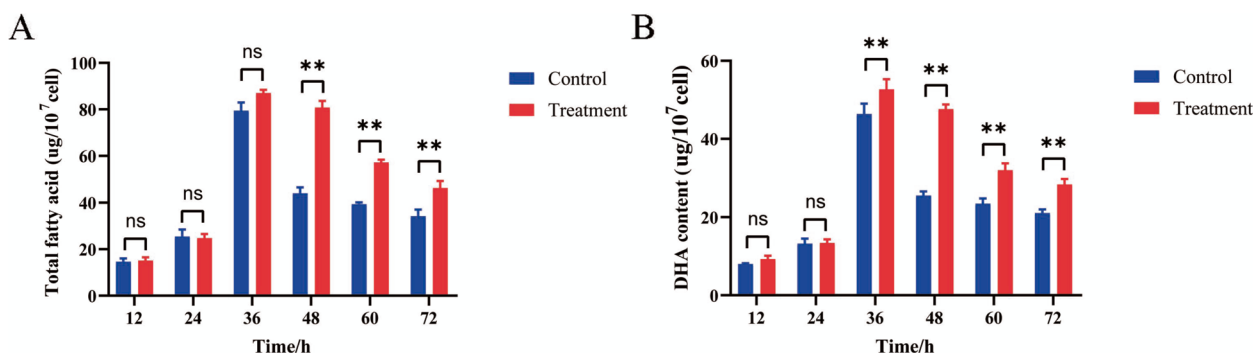 A
Total fatty acid (ug/10⁷cell)
100
80
60
40
20
0
ns
ns
ns
**
**
**
12 24 36 48 60 72
Time/h
Control
Treatment
B
DHA content (ug/10⁷cell)
60
40
20
0
ns
ns
**
**
**
**
12 24 36 48 60 72
Time/h
Control
Treatment